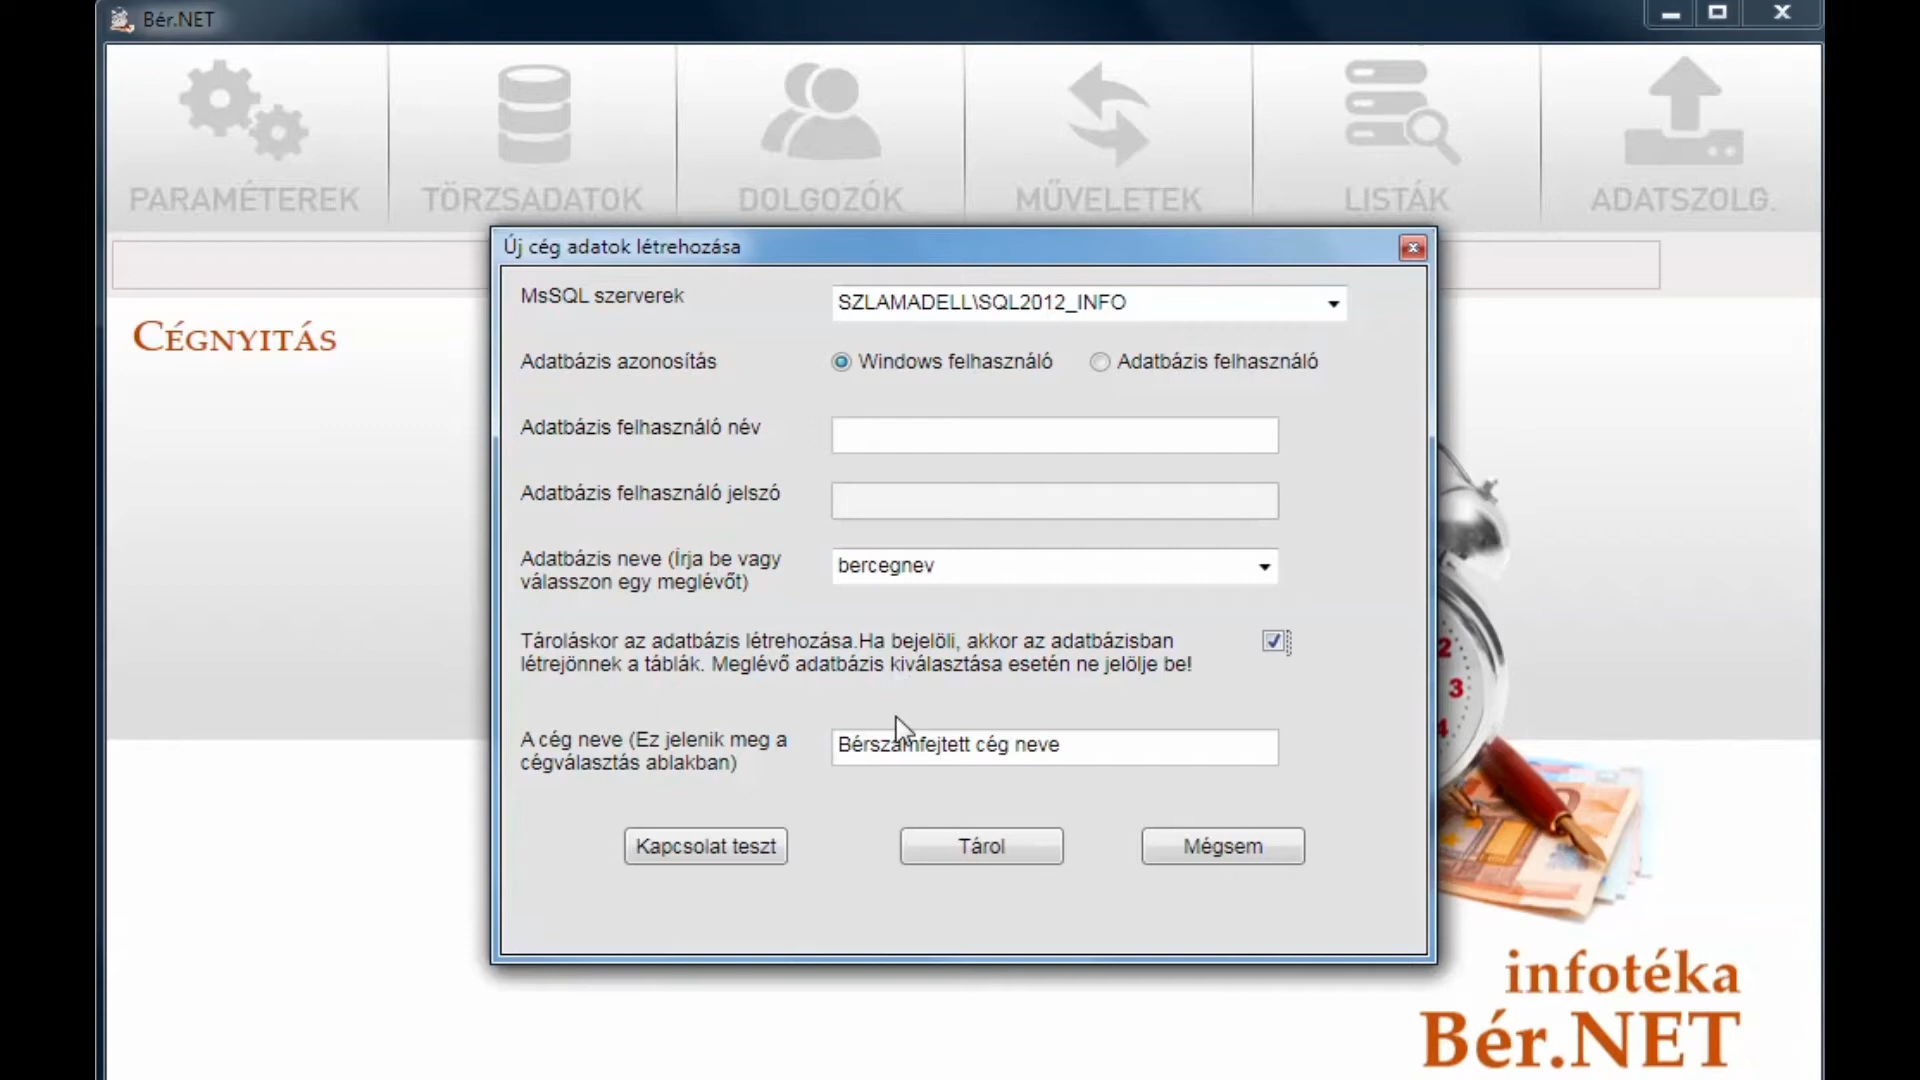 Bér.NET
PARAMÉTEREK
TÖRZSADATOK
DOLGOZÓK
MŰVELETEK
LISTÁK
ADATSZOLG.
Új cég adatok létrehozása
CÉGNYITÁS
MsSQL szerverek
SZLAMADELL\SQL2012_INFO
Adatbázis azonosítás
Windows felhasználó
Adatbázis felhasználó
Adatbázis felhasználó név
Adatbázis felhasználó jelszó
Adatbázis neve (Írja be vagy
válasszon egy meglévőt)
bercegnev
Tároláskor az adatbázis létrehozása.Ha bejelöli, akkor az adatbázisban
létrejönnek a táblák. Meglévő adatbázis kiválasztása esetén ne jelölje be!
A cég neve (Ez jelenik meg a
cégválasztás ablakban)
Bérszámfejtett cég neve
Kapcsolat teszt
Tárol
Mégsem
2
3
4
infotéka
Bér.NET